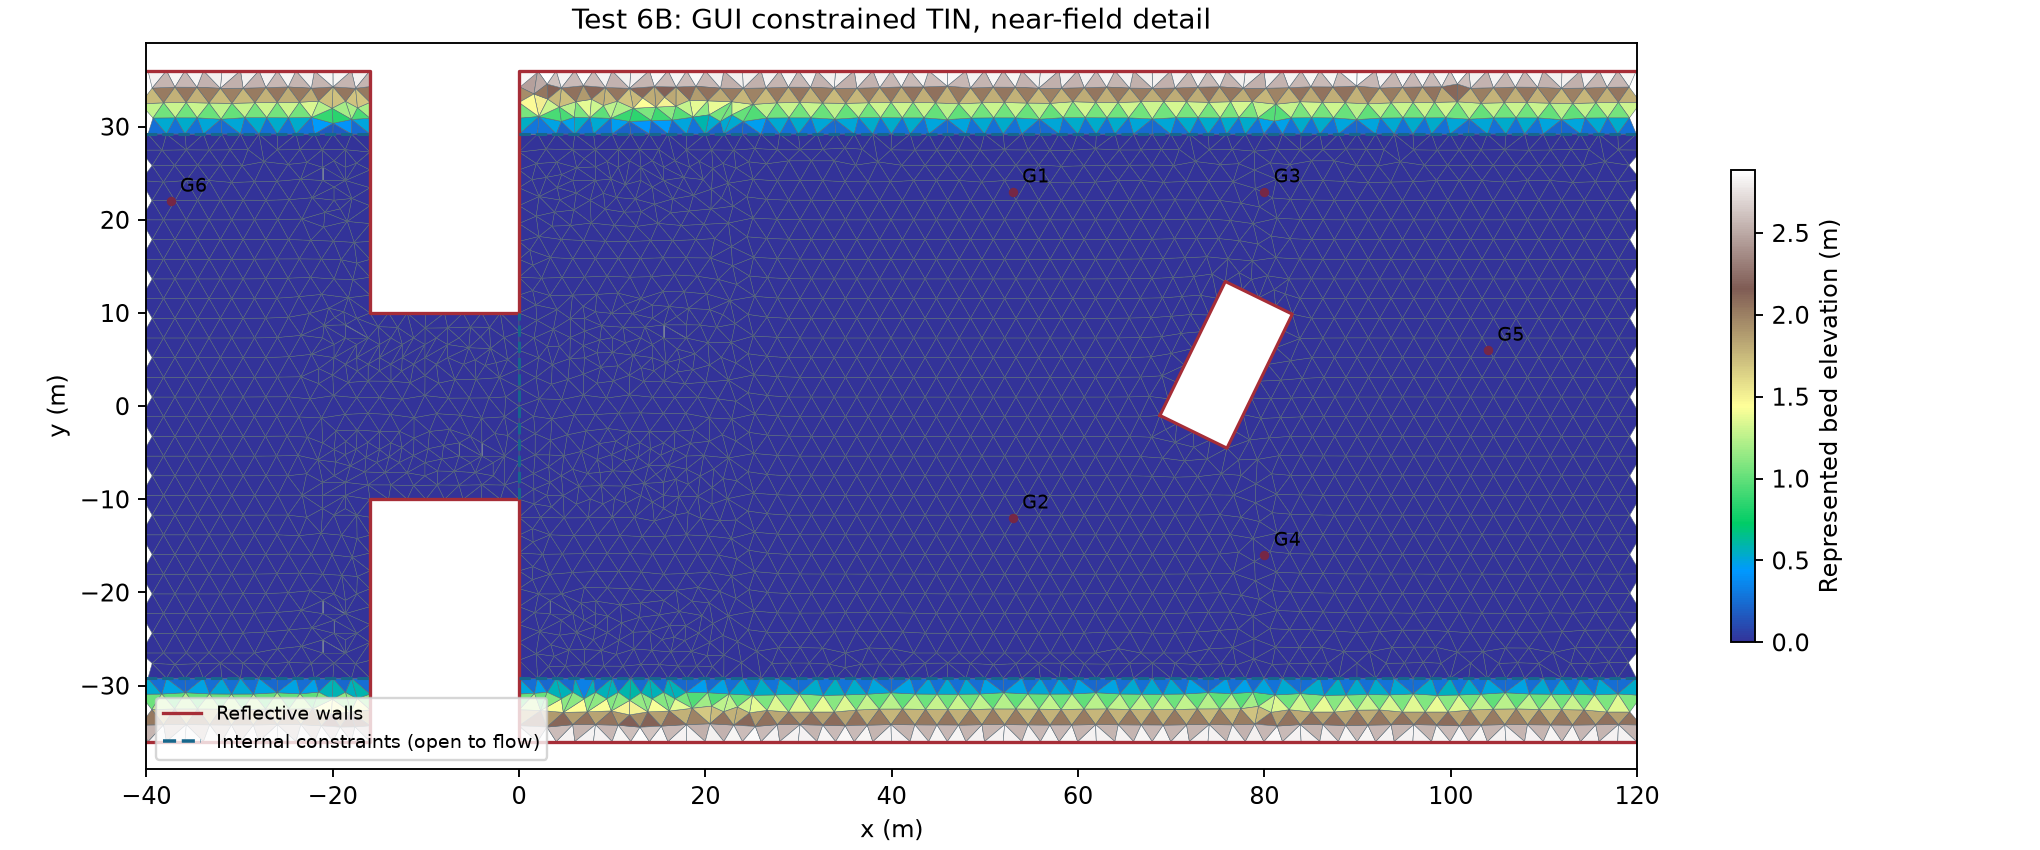 Test 6B: GUI constrained TIN, near-field detail
30
20
10
0
−10
−20
−30
y (m)
G6
G1
G3
G5
G2
G4
Reflective walls
Internal constraints (open to flow)
−40
−20
0
20
40
60
80
100
120
x (m)
2.5
2.0
1.5
1.0
0.5
0.0
Represented bed elevation (m)